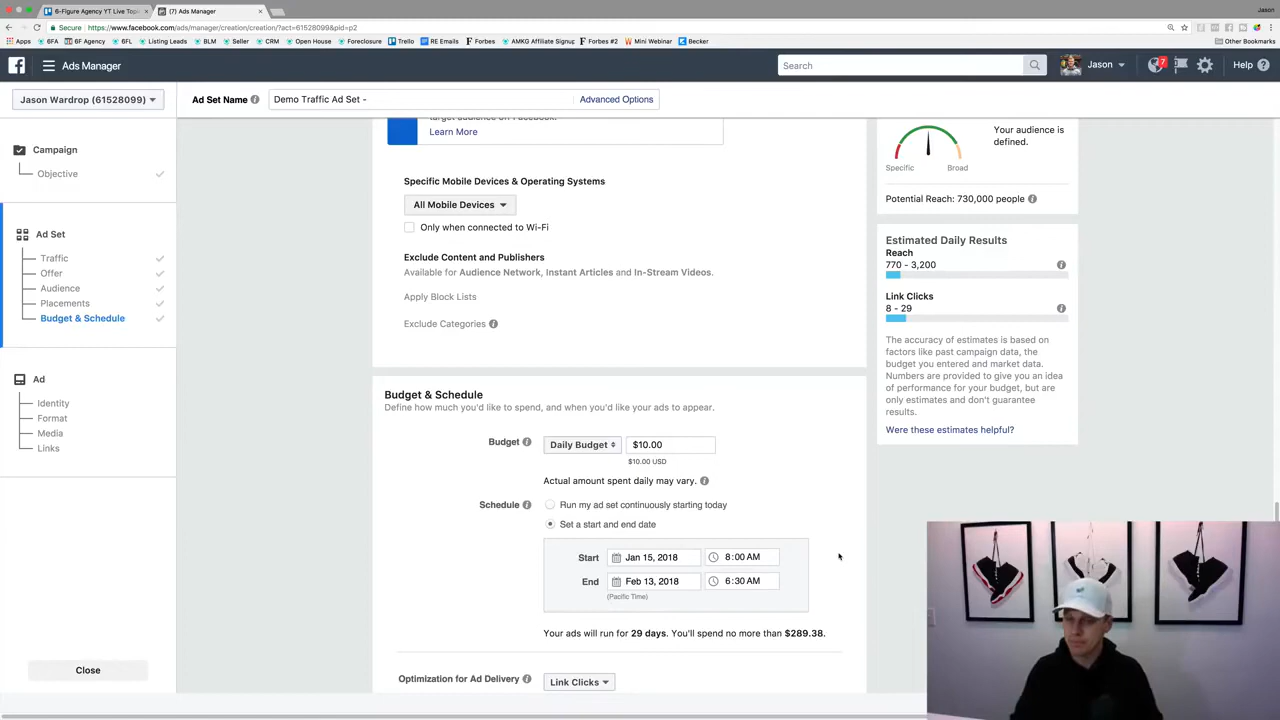 6-Figure Agency YT Live Top
(7) Ads Manager
Jason
Secure
https://www.facebook.com/ads/manager/creation/creation/?act=61528099&pid=p2
Apps
6FA
6F Agency
6FL
Listing Leads
BLM
Seller
CRM
Open House
Foreclosure
Trello
RE Emails
Forbes
AMKG Affiliate Signup
Forbes #2
Mini Webinar
Becker
Other Bookmarks
Ads Manager
Search
Jason
7
Help
Jason Wardrop (61528099)
Ad Set Name
Demo Traffic Ad Set -
Advanced Options
Campaign
Objective
Ad Set
Traffic
Offer
Audience
Placements
Budget & Schedule
Ad
Identity
Format
Media
Links
Close
target audience on Facebook.
Learn More
Specific Mobile Devices & Operating Systems
All Mobile Devices
Only when connected to Wi-Fi
Exclude Content and Publishers
Available for Audience Network, Instant Articles and In-Stream Videos.
Apply Block Lists
Exclude Categories
Budget & Schedule
Define how much you'd like to spend, and when you'd like your ads to appear.
Budget
Daily Budget
$10.00
$10.00 USD
Actual amount spent daily may vary.
Schedule
Run my ad set continuously starting today
Set a start and end date
Start
Jan 15, 2018
8:00 AM
End
Feb 13, 2018
6:30 AM
(Pacific Time)
Your ads will run for 29 days. You'll spend no more than $289.38.
Optimization for Ad Delivery
Link Clicks
Your audience is
defined.
Specific
Broad
Potential Reach: 730,000 people
Estimated Daily Results
Reach
770 - 3,200
Link Clicks
8 - 29
The accuracy of estimates is based on
factors like past campaign data, the
budget you entered and market data.
Numbers are provided to give you an idea
of performance for your budget, but are
only estimates and don't guarantee
results.
Were these estimates helpful?